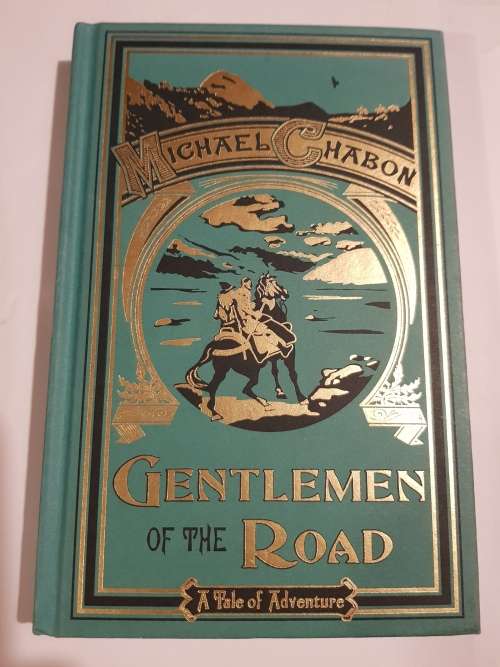 MICHAEL CHABON
GENTLEMEN
OF THE ROAD
A Tale of Adventure